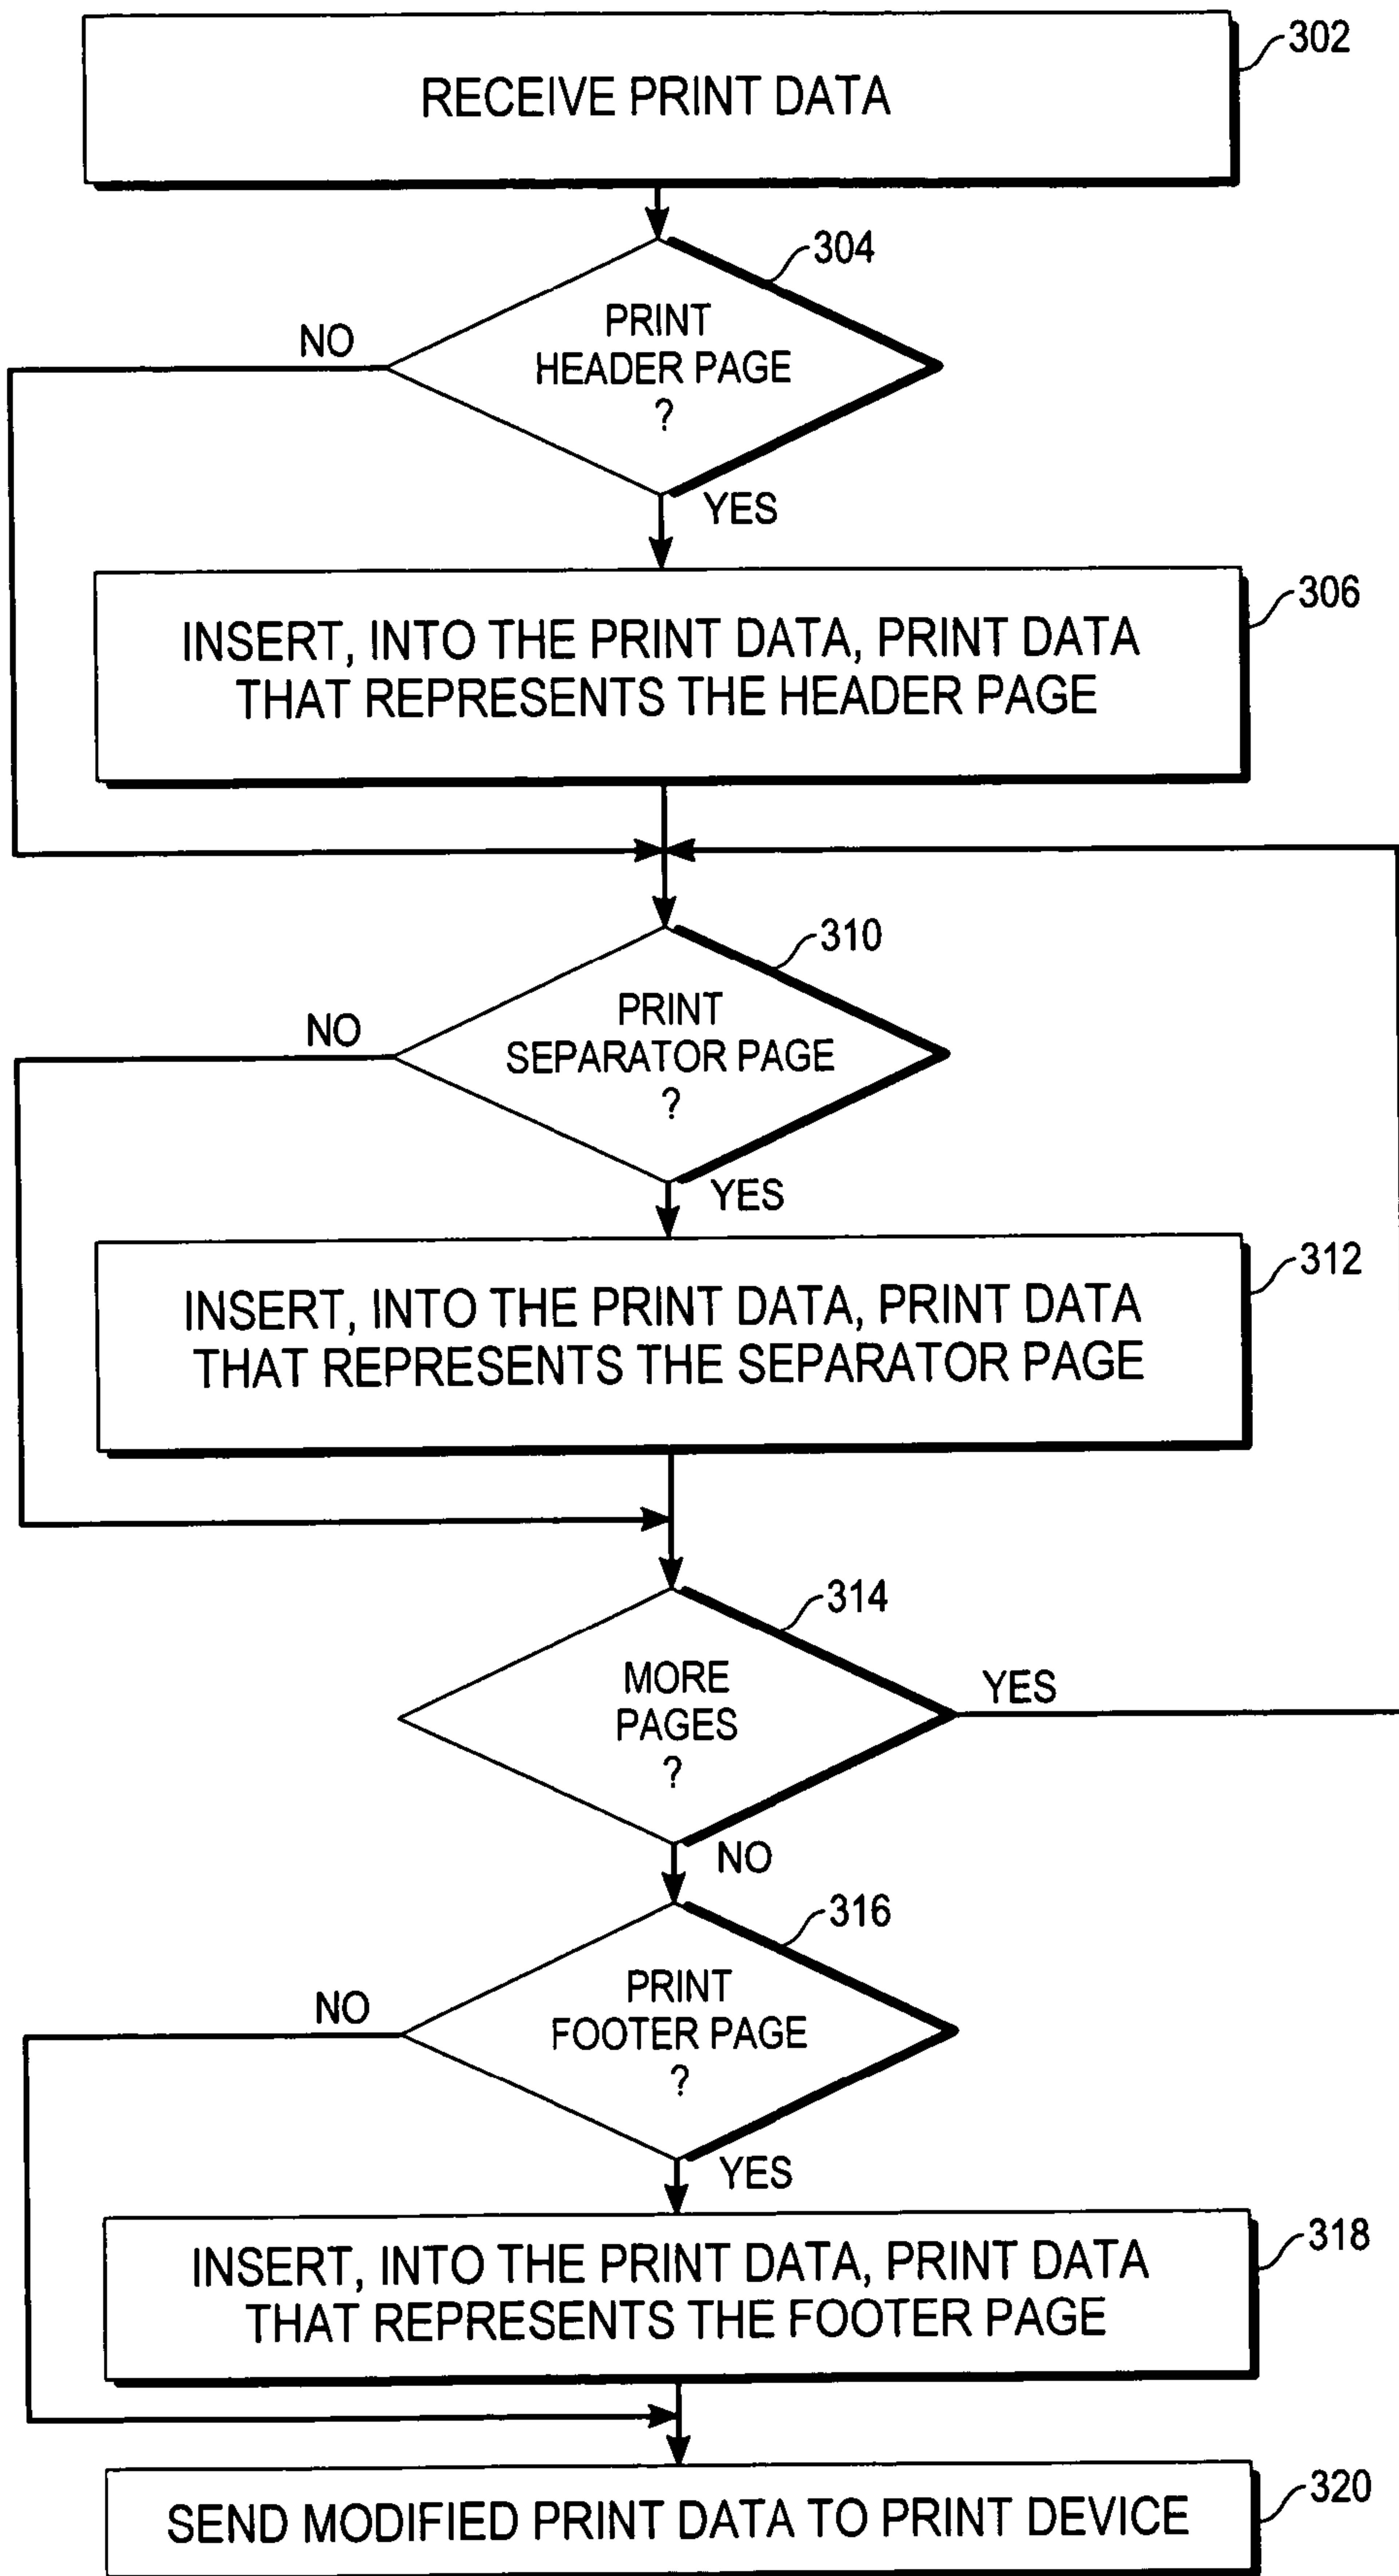 RECEIVE PRINT DATA
302
304
PRINT
HEADER PAGE
?
NO
YES
306
INSERT, INTO THE PRINT DATA, PRINT DATA
THAT REPRESENTS THE HEADER PAGE
310
PRINT
SEPARATOR PAGE
?
NO
YES
312
INSERT, INTO THE PRINT DATA, PRINT DATA
THAT REPRESENTS THE SEPARATOR PAGE
314
MORE
PAGES
?
YES
NO
316
PRINT
FOOTER PAGE
?
NO
YES
318
INSERT, INTO THE PRINT DATA, PRINT DATA
THAT REPRESENTS THE FOOTER PAGE
SEND MODIFIED PRINT DATA TO PRINT DEVICE
320